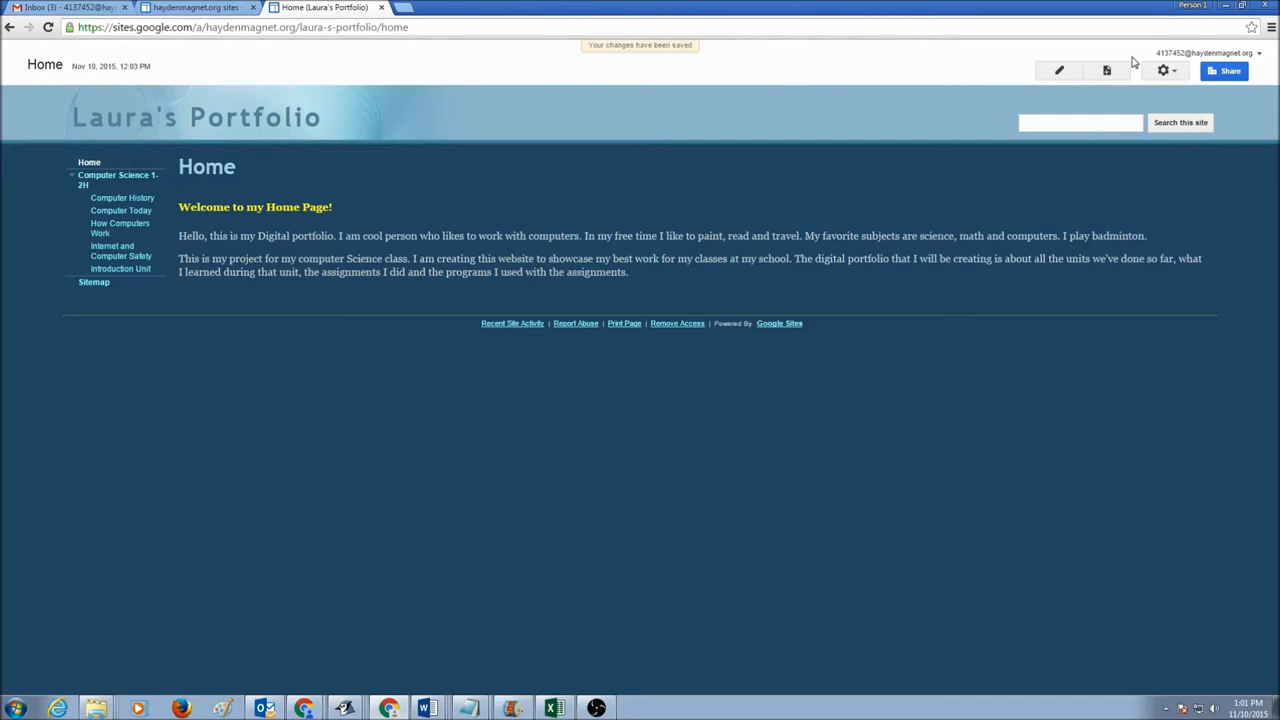 Inbox (3) - 4137452@hay
haydenmagnet.org sites -
Home (Laura's Portfolio)
Person 1
https://sites.google.com/a/haydenmagnet.org/laura-s-portfolio/home
Your changes have been saved
4137452@haydenmagnet.org
Home Nov 10, 2015, 12:03 PM
Share
Laura's Portfolio
Search this site
Home
Computer Science 1-
2H
Computer History
Computer Today
How Computers
Work
Internet and
Computer Safety
Introduction Unit
Sitemap
Home
Welcome to my Home Page!
Hello, this is my Digital portfolio. I am cool person who likes to work with computers. In my free time I like to paint, read and travel. My favorite subjects are science, math and computers. I play badminton.
This is my project for my computer Science class. I am creating this website to showcase my best work for my classes at my school. The digital portfolio that I will be creating is about all the units we've done so far, what
I learned during that unit, the assignments I did and the programs I used with the assignments.
Recent Site Activity | Report Abuse | Print Page | Remove Access | Powered By Google Sites
1:01 PM
11/10/2015